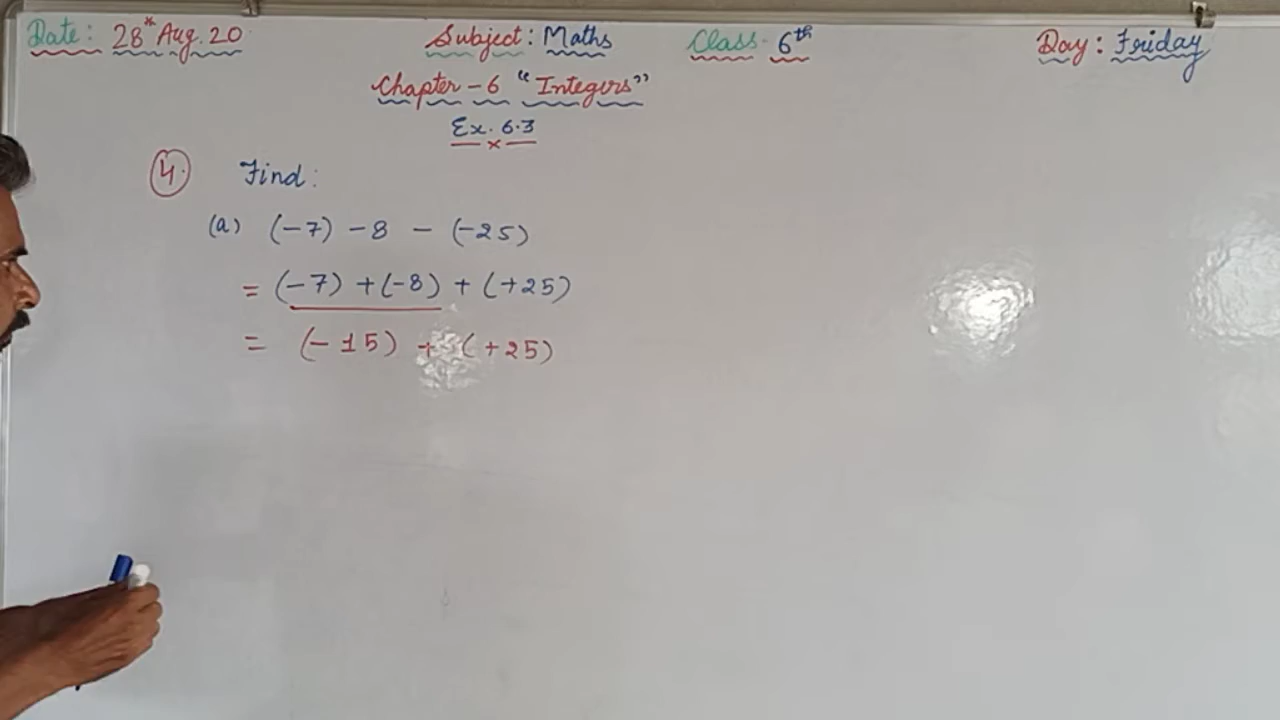 Date: 28th Aug. 20 Subject: Maths Class- 6th Day: Friday
Chapter - 6 "Integers"
Ex. 6.3
4. Find:
(a) (-7) - 8 - (-25)
= (-7) + (-8) + (+25)
= (-15) + (+25)